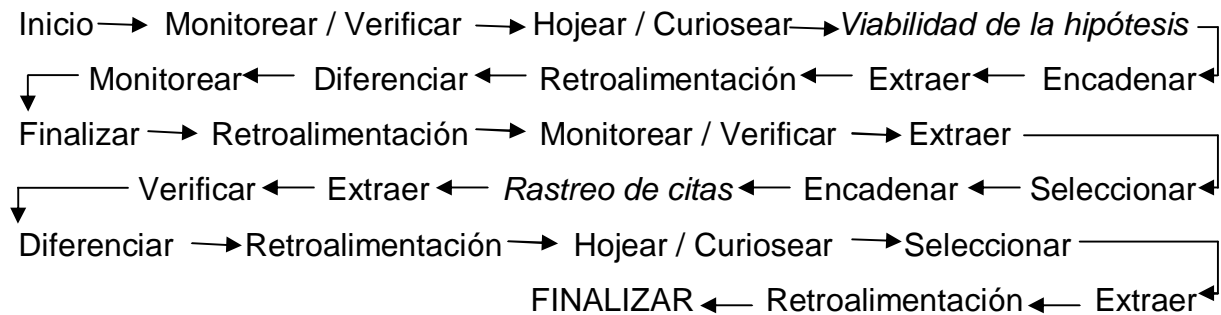 Inicio Monitorear / Verificar Hojear / Curiosear Viabilidad de la hipótesis
Monitorear Diferenciar Retroalimentación Extraer Encadenar
Finalizar Retroalimentación Monitorear / Verificar Extraer
Verificar Extraer Rastreo de citas Encadenar Seleccionar
Diferenciar Retroalimentación Hojear / Curiosear Seleccionar
FINALIZAR Retroalimentación Extraer